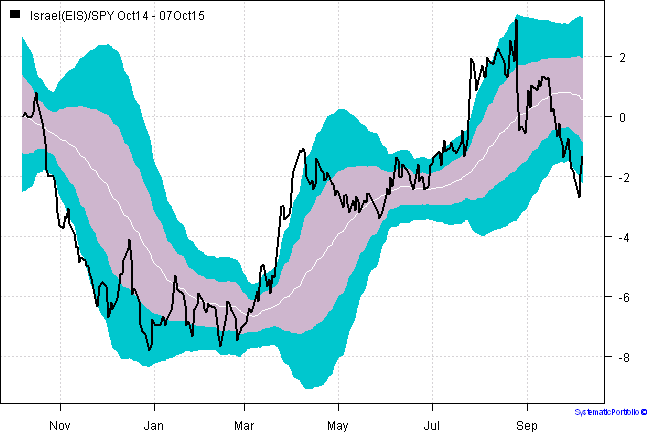 Israel(EIS)/SPY Oct14 - 07Oct15
2
0
-2
-4
-6
-8
Nov Jan Mar May Jul Sep
SystematicPortfolio ©